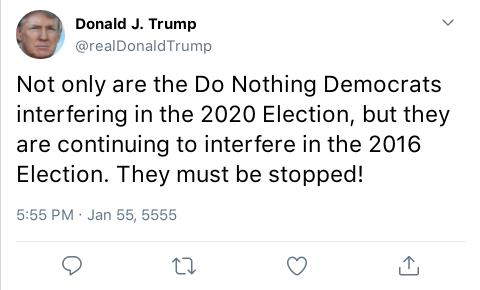 Donald J. Trump
@realDonaldTrump
Not only are the Do Nothing Democrats
interfering in the 2020 Election, but they
are continuing to interfere in the 2016
Election. They must be stopped!
5:55 PM · Jan 55, 5555